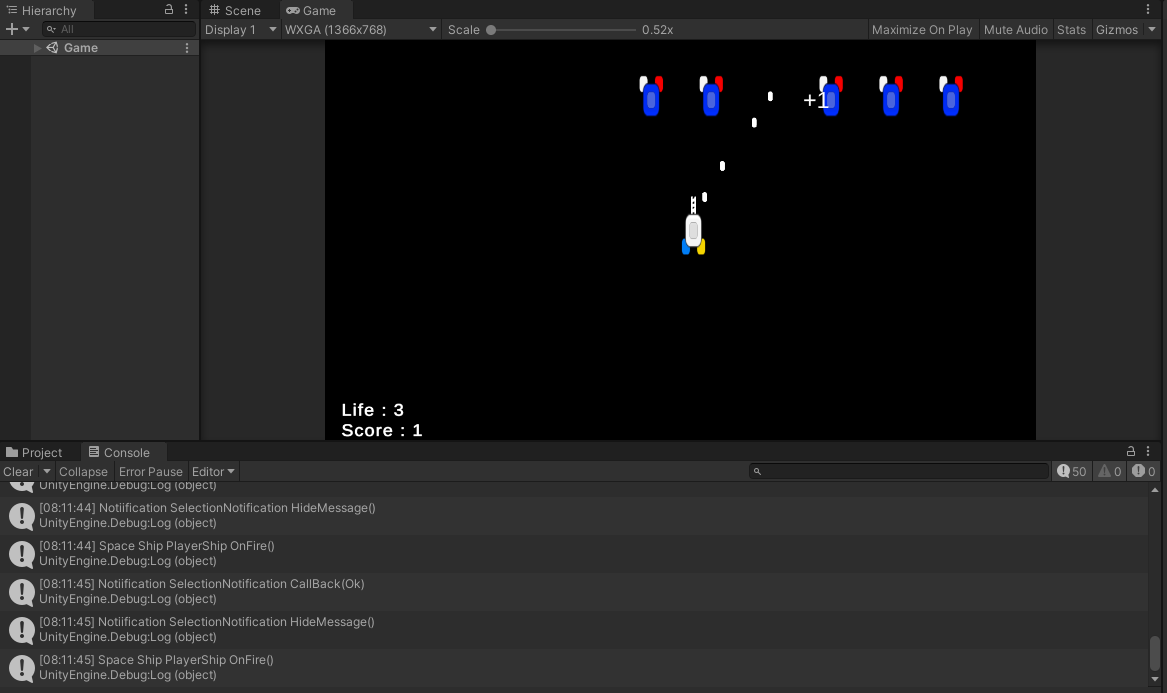 Hierarchy
Scene
Game
All
Display 1
WXGA (1366x768)
Scale
0.52x
Maximize On Play
Mute Audio
Stats
Gizmos
Game
+1
Life : 3
Score : 1
Project
Console
Clear
Collapse
Error Pause
Editor
50
0
0
UnityEngine.Debug:Log (object)
[08:11:44] Notiification SelectionNotification HideMessage()
UnityEngine.Debug:Log (object)
[08:11:44] Space Ship PlayerShip OnFire()
UnityEngine.Debug:Log (object)
[08:11:45] Notiification SelectionNotification CallBack(Ok)
UnityEngine.Debug:Log (object)
[08:11:45] Notiification SelectionNotification HideMessage()
UnityEngine.Debug:Log (object)
[08:11:45] Space Ship PlayerShip OnFire()
UnityEngine.Debug:Log (object)